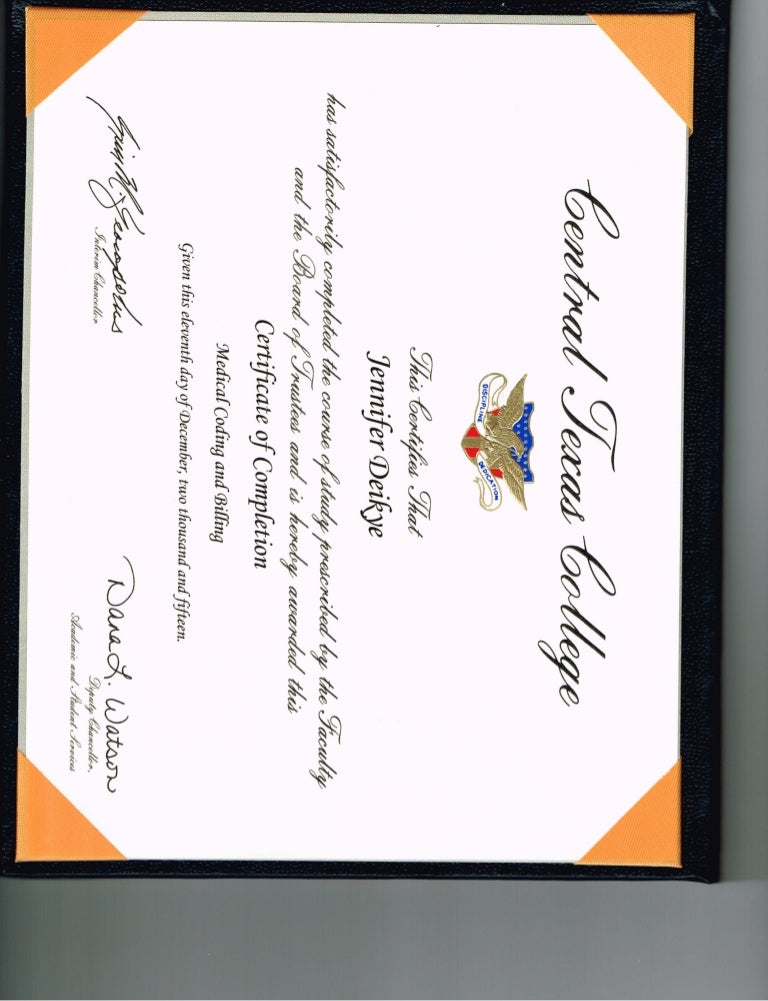 Central Texas College
DISCIPLINE
DEDICATION
This Certifies That
Jennifer Deikye
has satisfactorily completed the course of study prescribed by the Faculty
and the Board of Trustees and is hereby awarded this
Certificate of Completion
Medical Coding and Billing
Given this eleventh day of December, two thousand and fifteen.
Interim Chancellor
Dana L. Watson
Deputy Chancellor,
Academic and Student Services